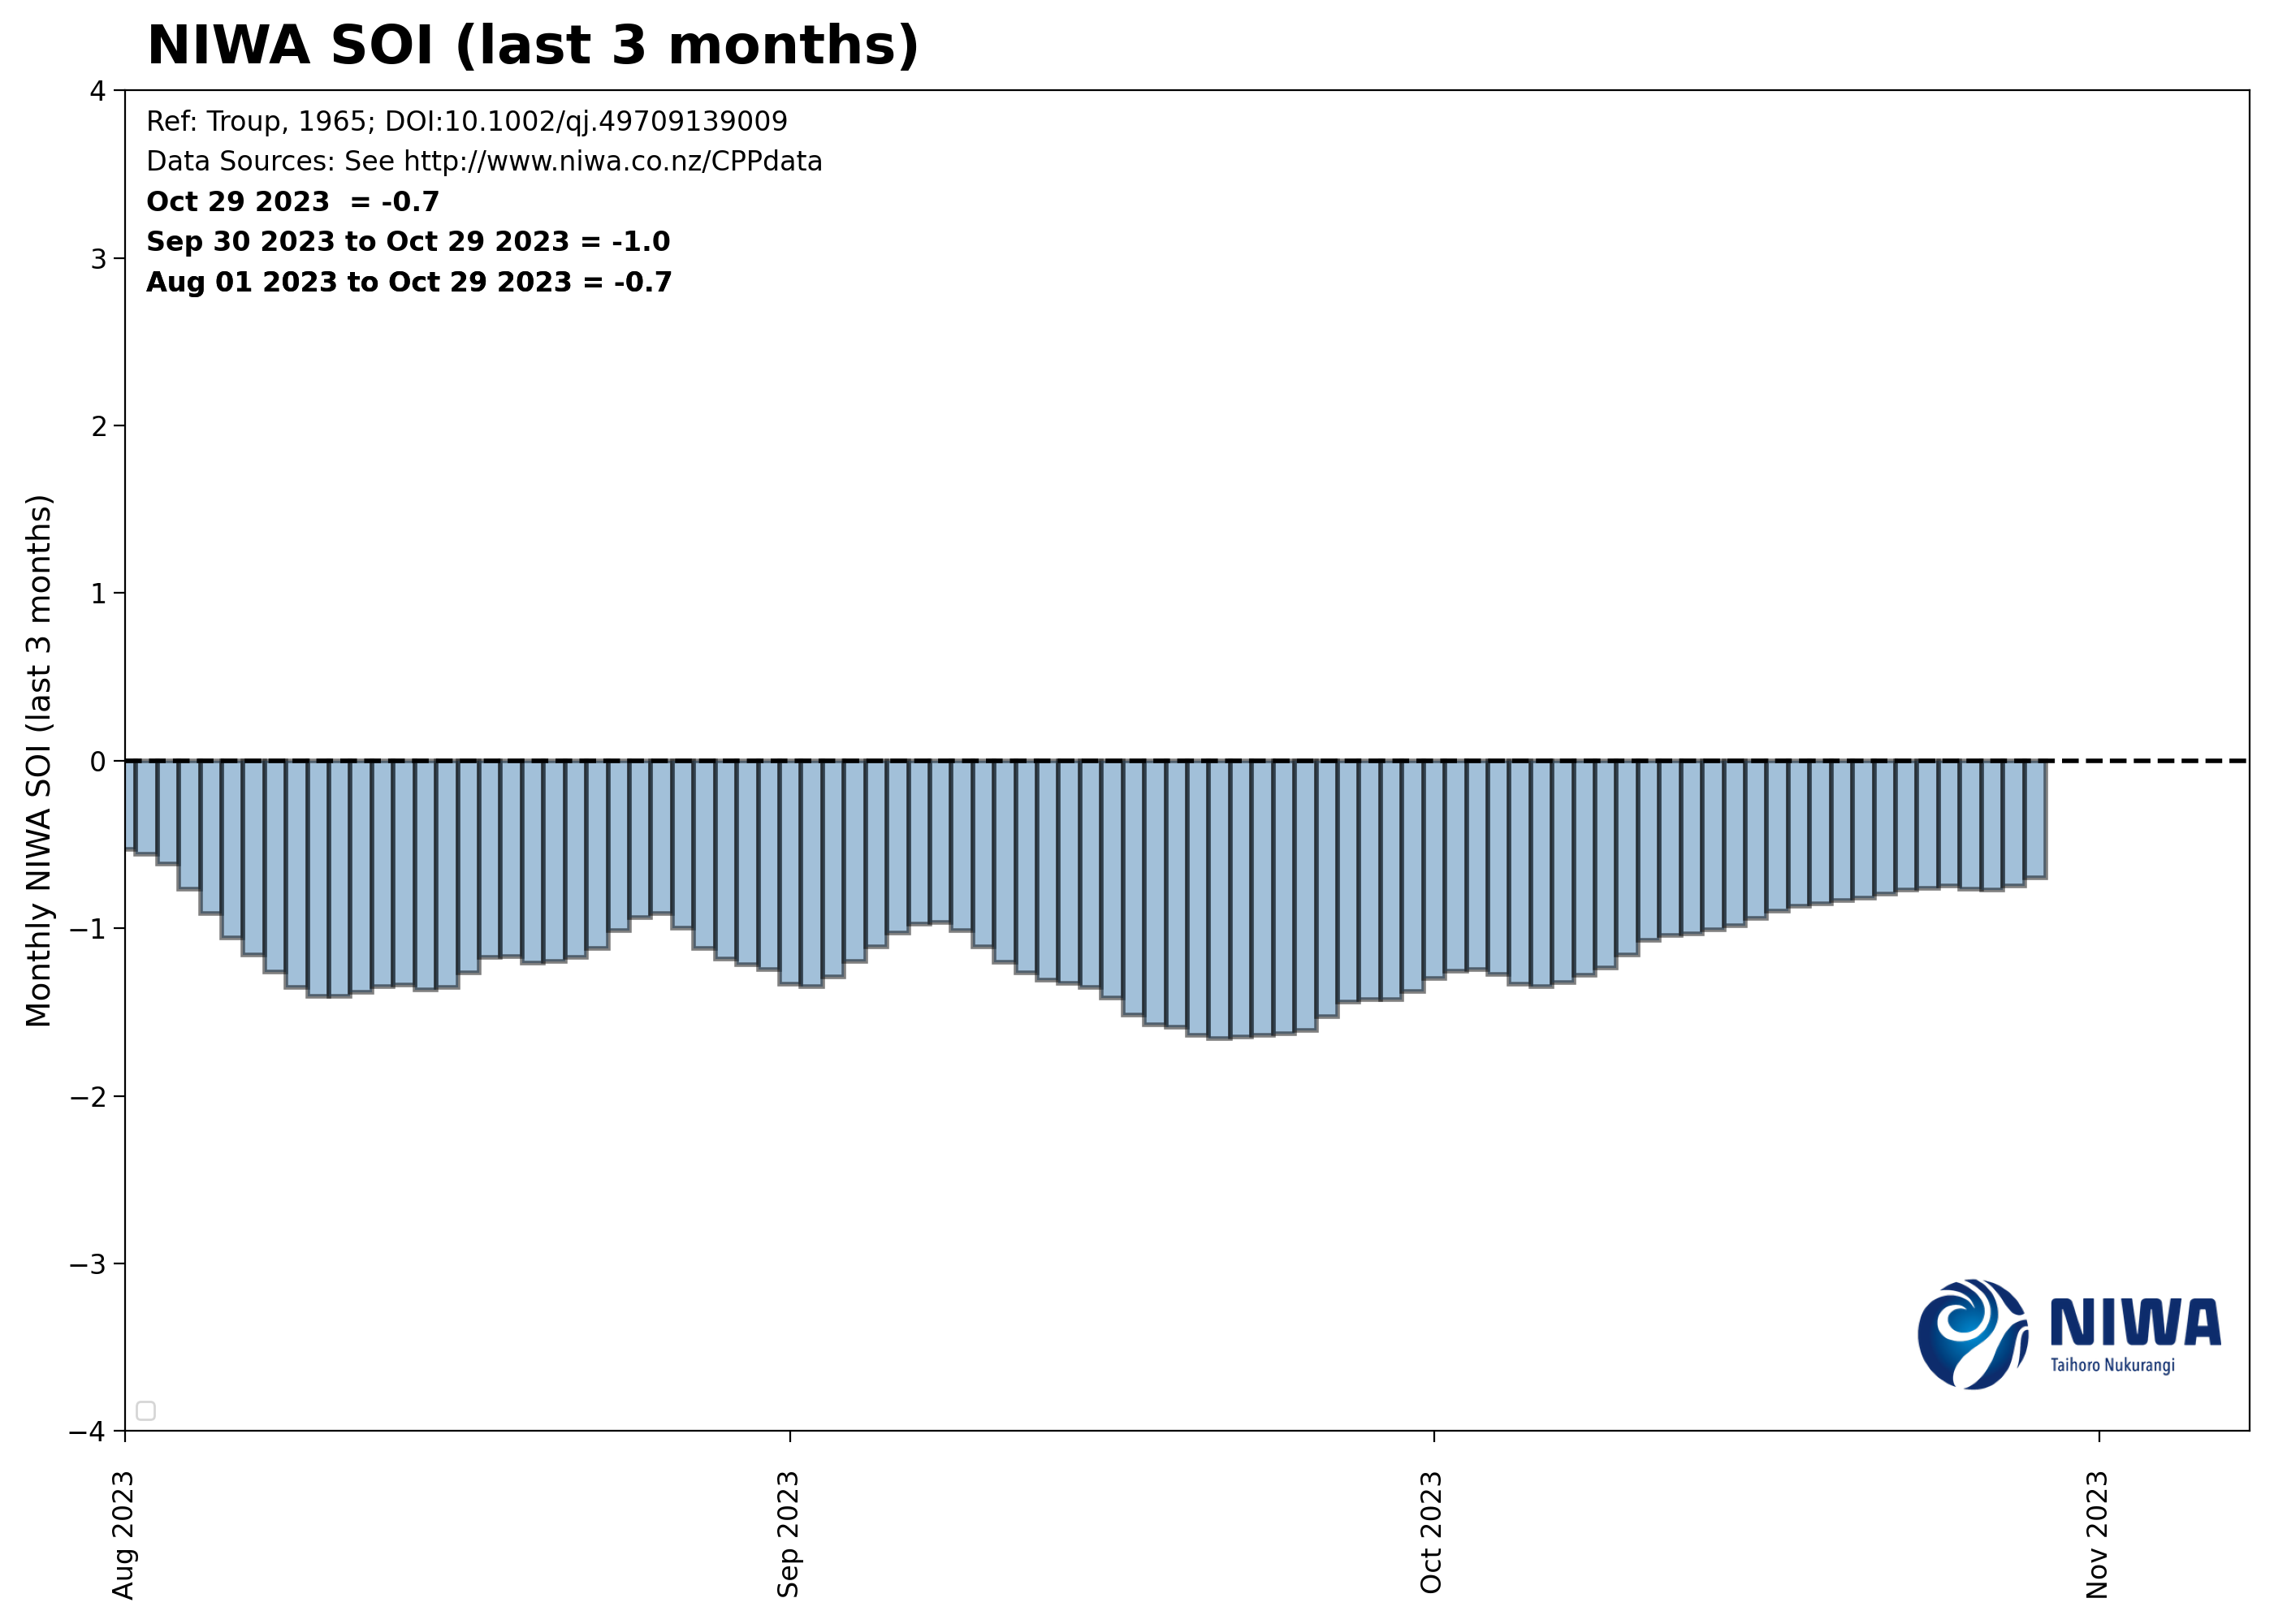 NIWA SOI (last 3 months)
Ref: Troup, 1965; DOI:10.1002/qj.49709139009
Data Sources: See http://www.niwa.co.nz/CPPdata
Oct 29 2023  = -0.7
Sep 30 2023 to Oct 29 2023 = -1.0
Aug 01 2023 to Oct 29 2023 = -0.7
Monthly NIWA SOI (last 3 months)
4
3
2
1
0
−1
−2
−3
−4
NIWA
Taihoro Nukurangi
Aug 2023
Sep 2023
Oct 2023
Nov 2023